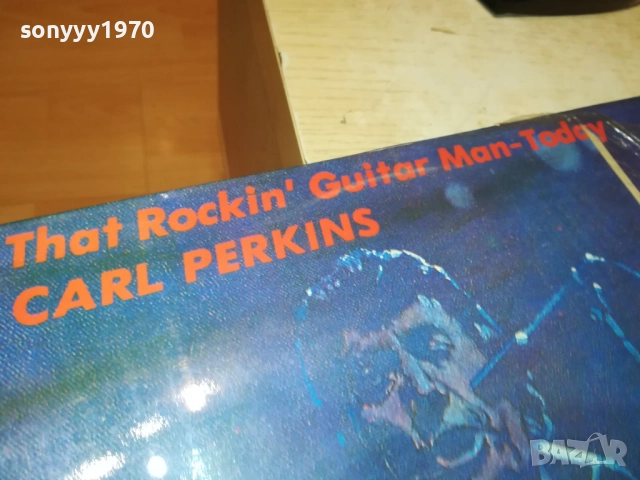 sonyyy1970
That Rockin' Guitar Man-Today
CARL PERKINS
BAZAR